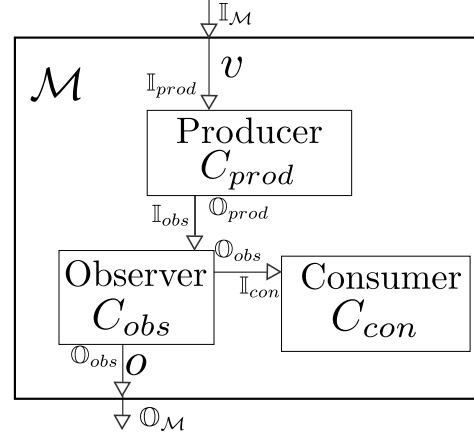 𝕀_ℳ
ℳ
v
𝕀_prod
Producer
C_prod
𝕀_obs
𝕆_prod
𝕆_obs
Observer
C_obs
𝕀_con
Consumer
C_con
𝕆_obs
o
𝕆_ℳ